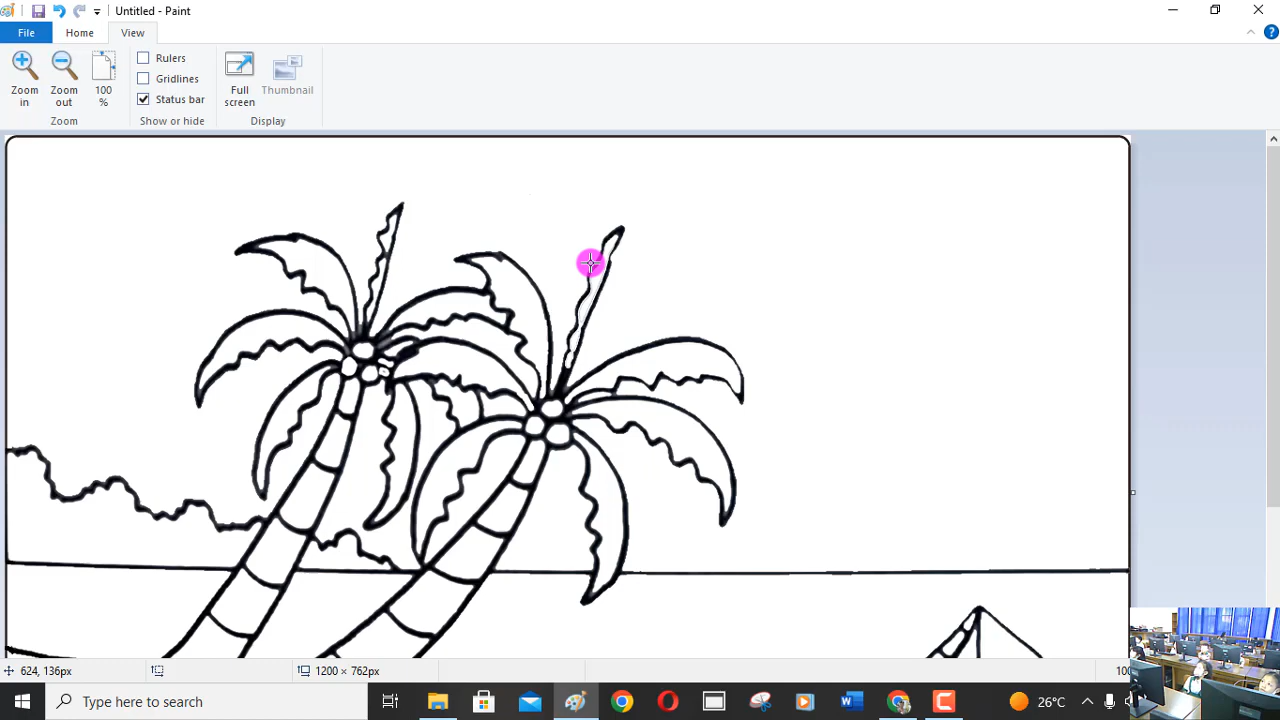 Untitled - Paint
File
Home
View
Zoom in
Zoom out
100 %
Rulers
Gridlines
Status bar
Full screen
Thumbnail
Zoom
Show or hide
Display
624, 136px
1200 × 762px
Type here to search
26°C